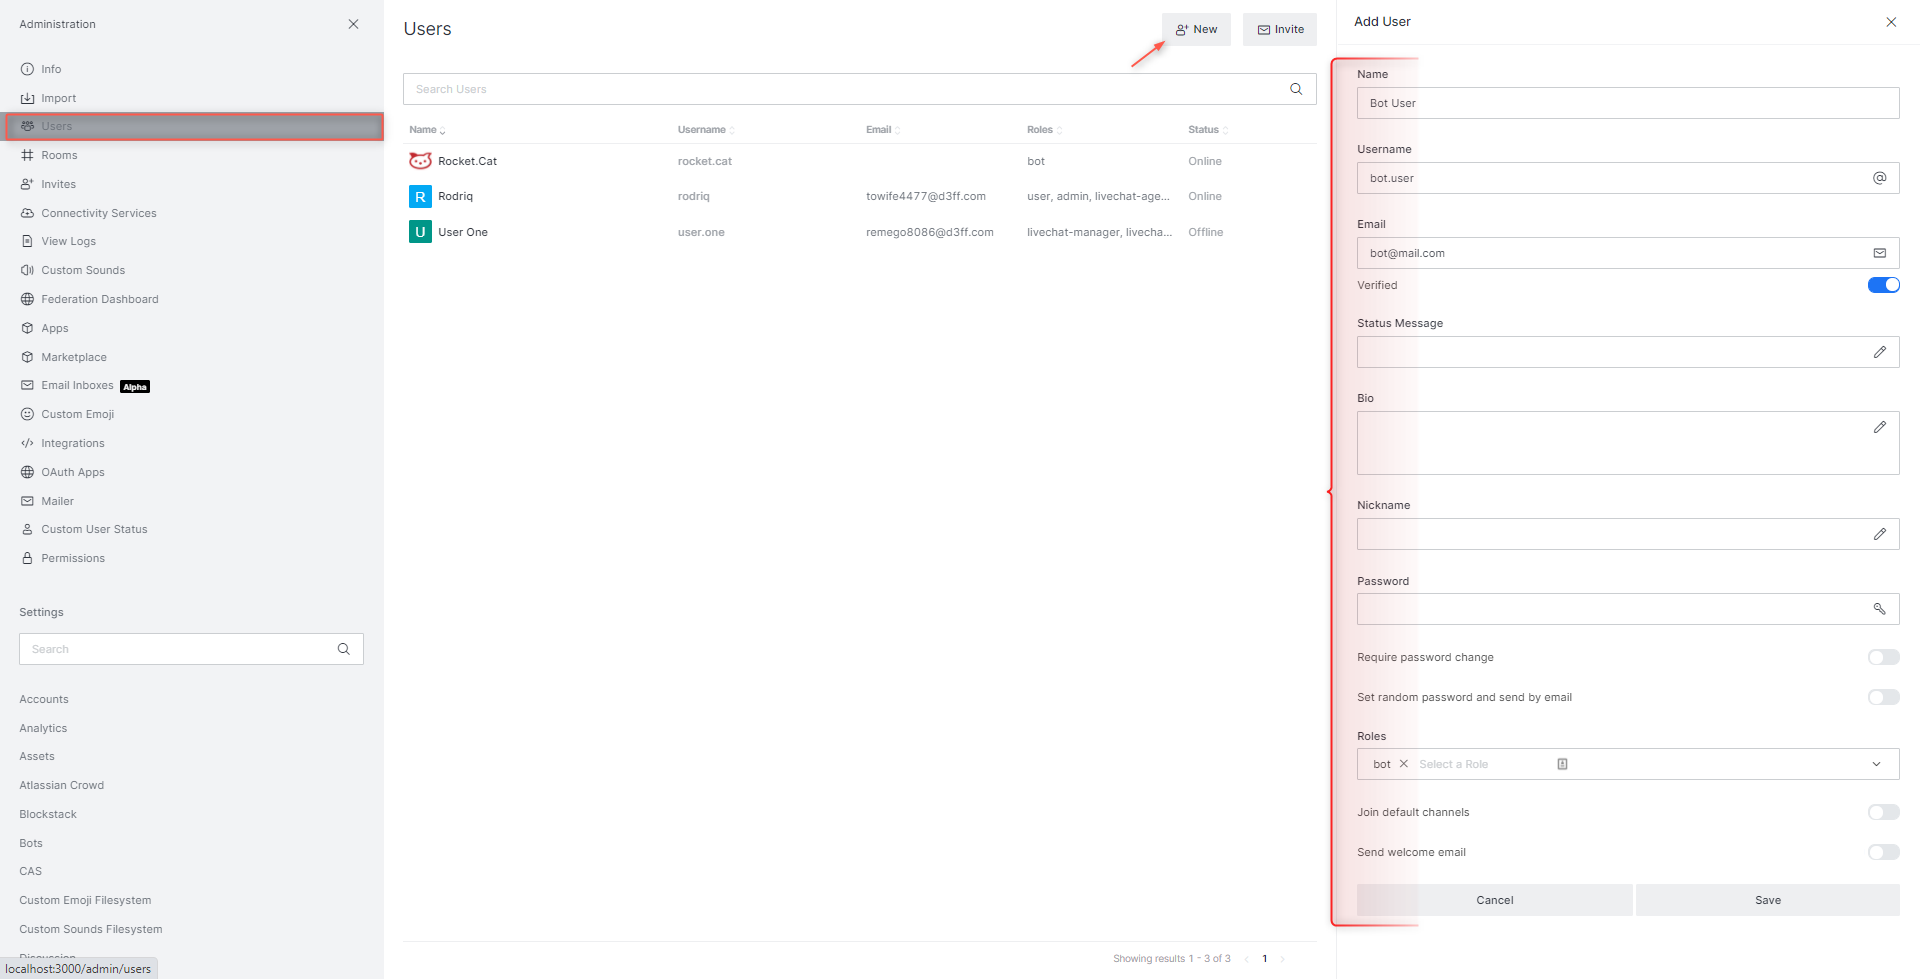 Administration
Info
Import
Users
Rooms
Invites
Connectivity Services
View Logs
Custom Sounds
Federation Dashboard
Apps
Marketplace
Email Inboxes Alpha
Custom Emoji
Integrations
OAuth Apps
Mailer
Custom User Status
Permissions
Settings
Search
Accounts
Analytics
Assets
Atlassian Crowd
Blockstack
Bots
CAS
Custom Emoji Filesystem
Custom Sounds Filesystem
Discussion
localhost:3000/admin/users
Users
New
Invite
Search Users
Name Username Email Roles Status
Rocket.Cat rocket.cat bot Online
R Rodriq rodriq towife4477@d3ff.com user, admin, livechat-age... Online
U User One user.one remego8086@d3ff.com livechat-manager, livecha... Offline
Showing results 1 - 3 of 3 1
Add User
Name
Bot User
Username
bot.user
Email
bot@mail.com
Verified
Status Message
Bio
Nickname
Password
Require password change
Set random password and send by email
Roles
bot Select a Role
Join default channels
Send welcome email
Cancel Save